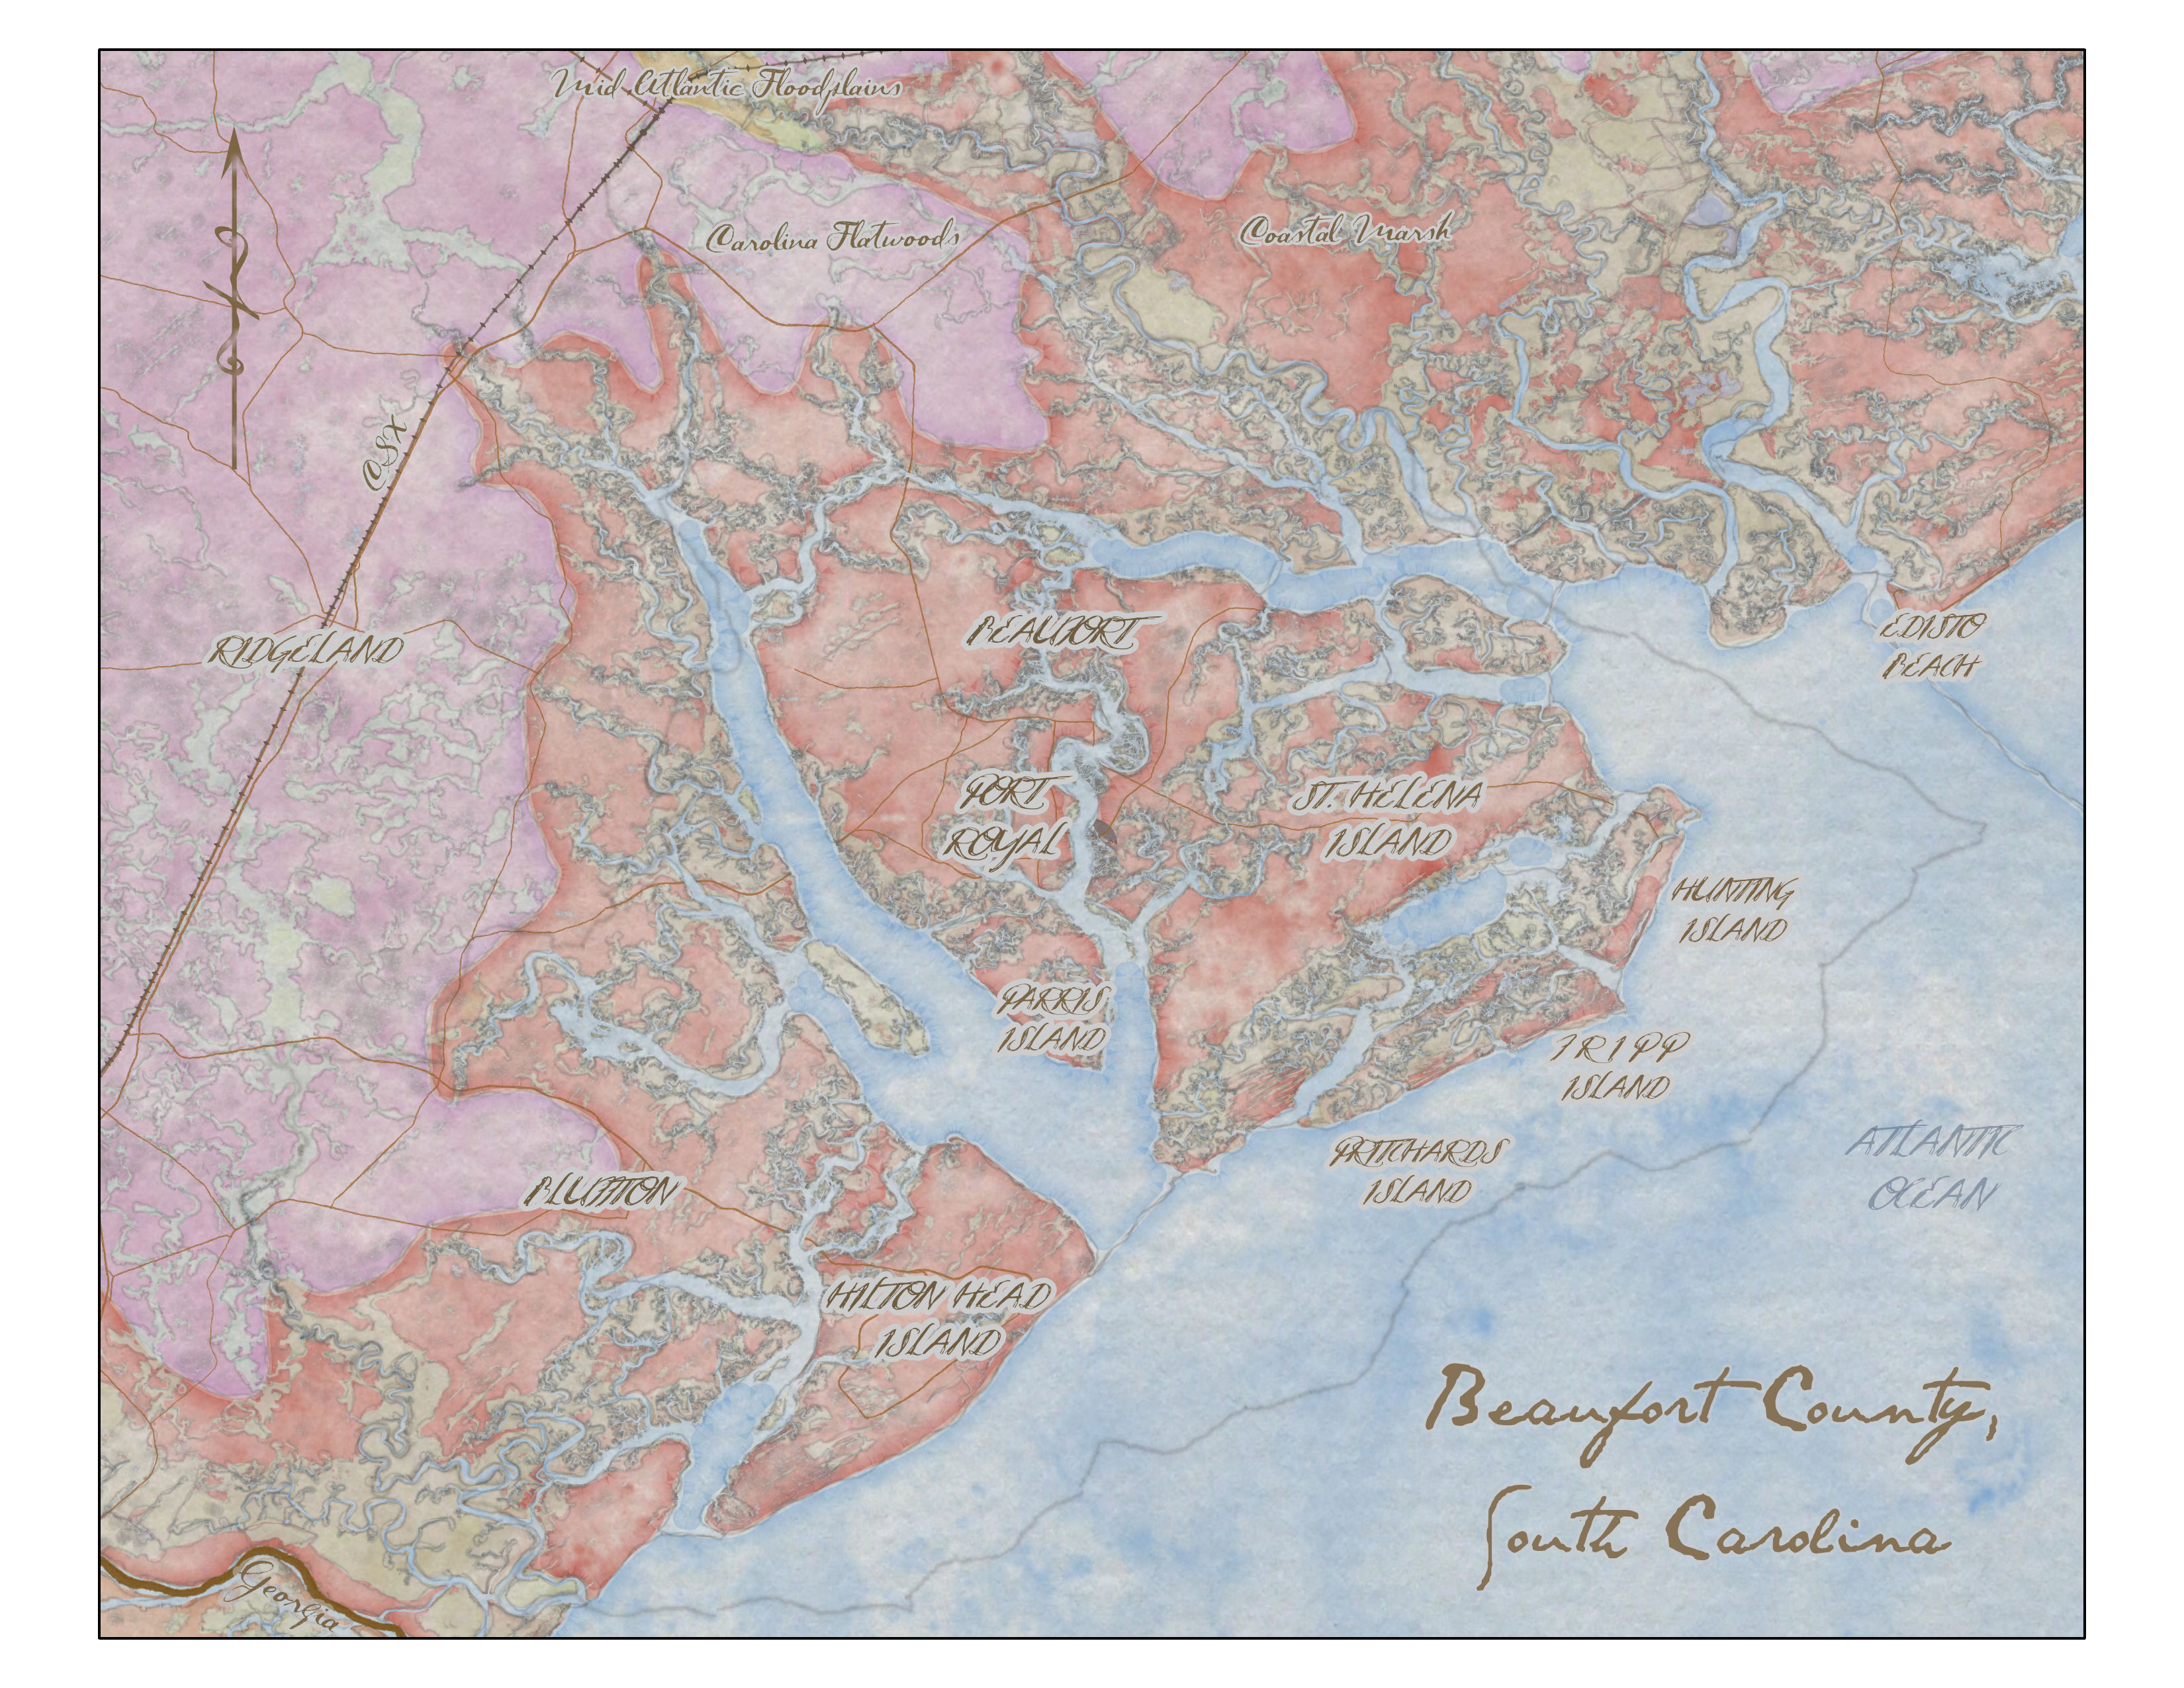 Mid Atlantic Floodplains
Carolina Flatwoods
Coastal Marsh
CSX
RIDGELAND
BEAUFORT
EDISTO
BEACH
PORT
ROYAL
ST. HELENA
ISLAND
HUNTING
ISLAND
PARRIS
ISLAND
TRIPP
ISLAND
PRITCHARDS
ISLAND
ATLANTIC
OCEAN
BLUFFTON
HILTON HEAD
ISLAND
Beaufort County,
South Carolina
Georgia